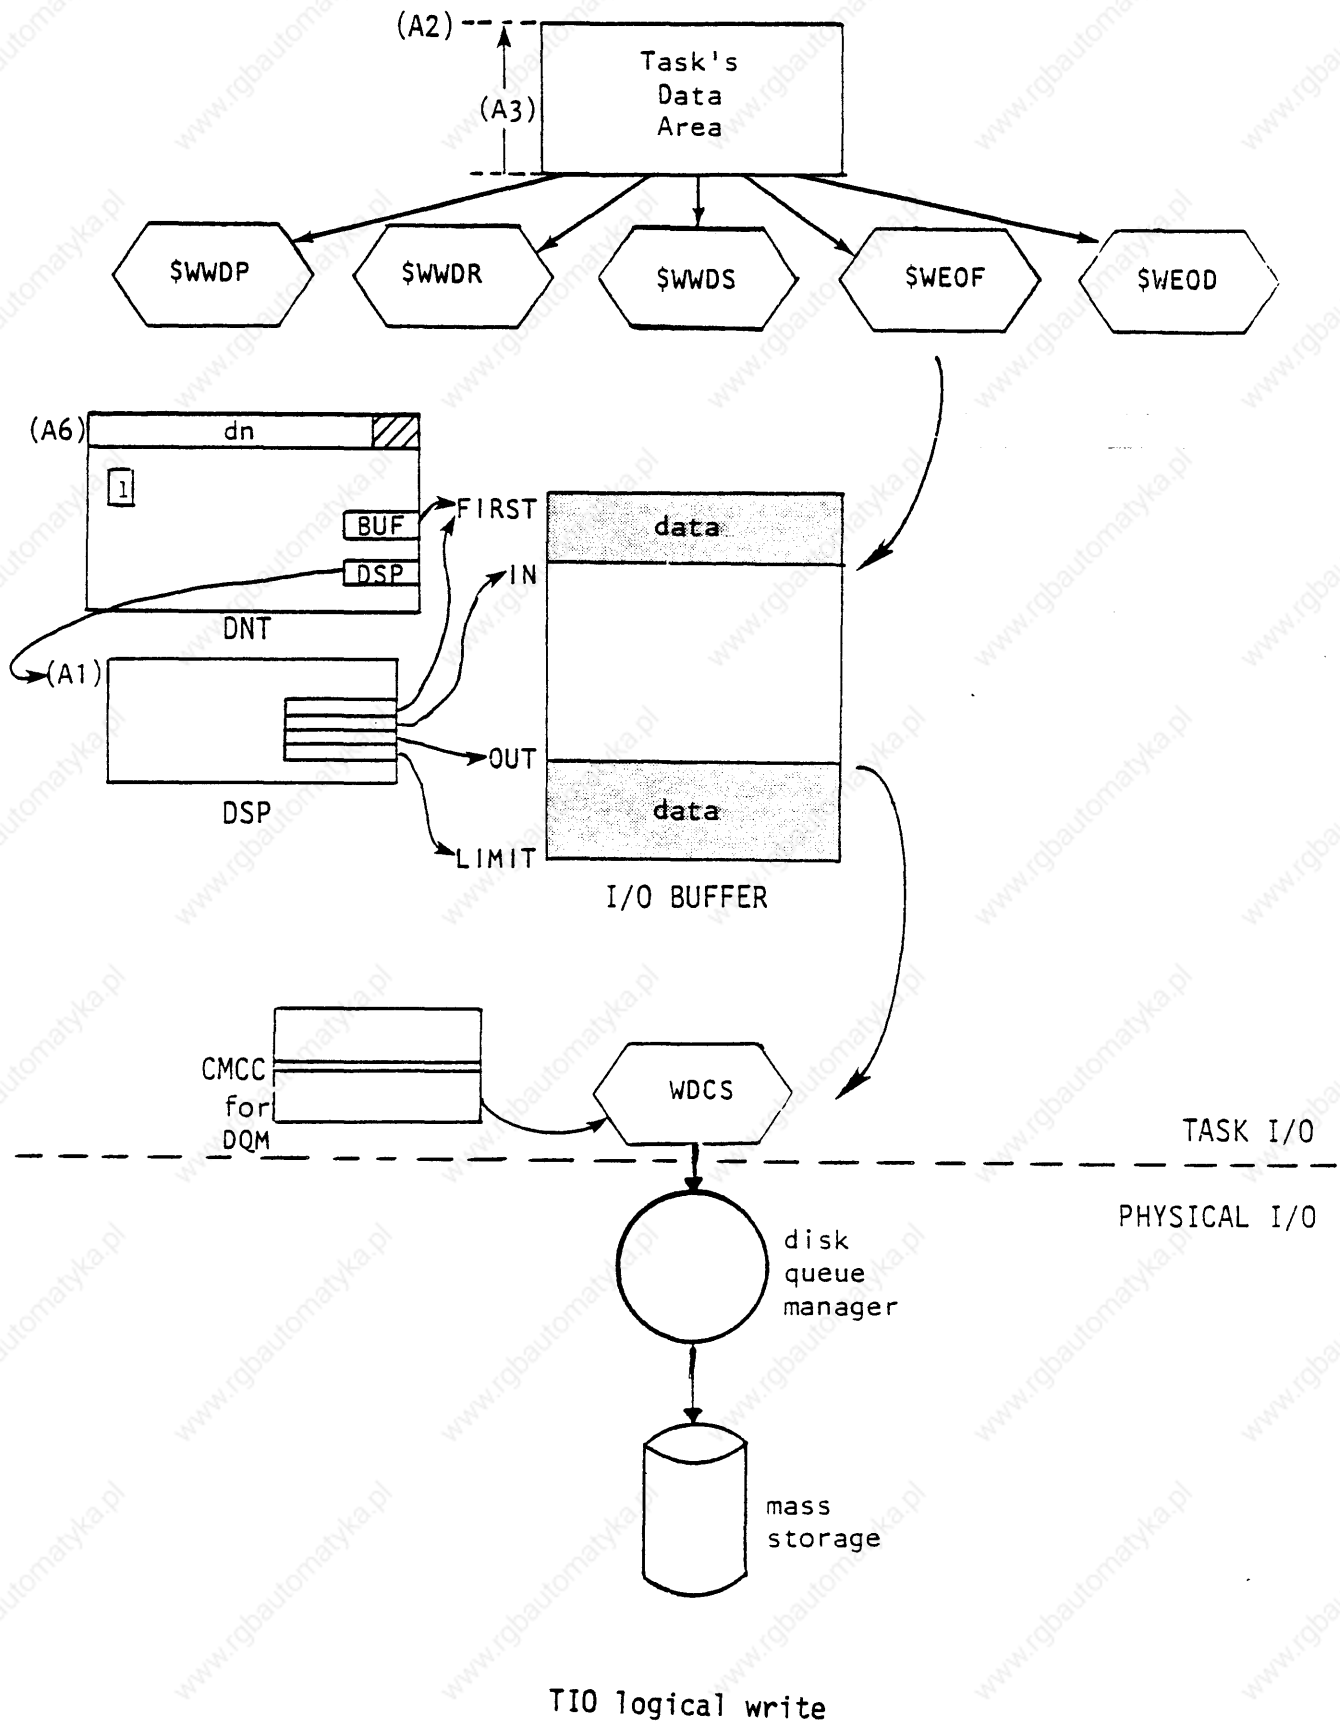 (A2)
Task's
Data
Area
(A3)
$WWDP
$WWDR
$WWDS
$WEOF
$WEOD
(A6)
dn
1
BUF
DSP
DNT
FIRST
IN
data
(A1)
OUT
data
DSP
LIMIT
I/O BUFFER
CMCC
for
DQM
WDCS
TASK I/O
PHYSICAL I/O
disk
queue
manager
mass
storage
TIO logical write
www.rgbautomatyka.pl